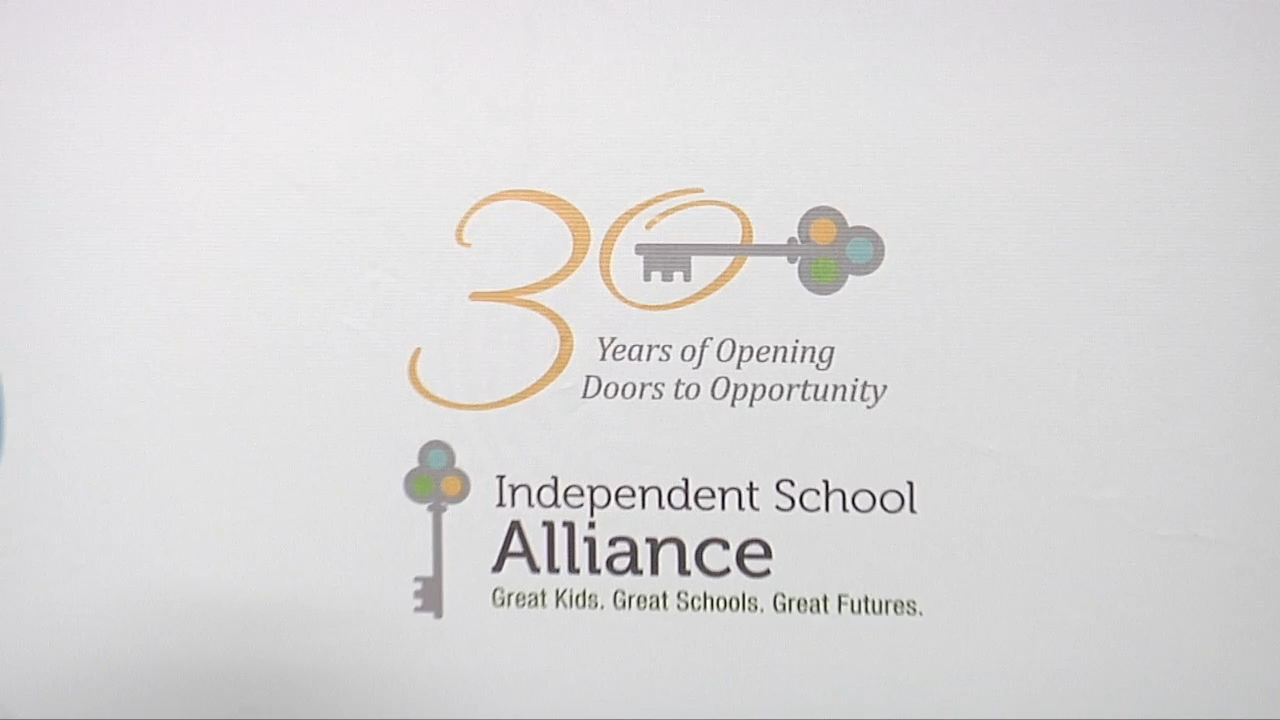 30
Years of Opening
Doors to Opportunity
Independent School
Alliance
Great Kids. Great Schools. Great Futures.